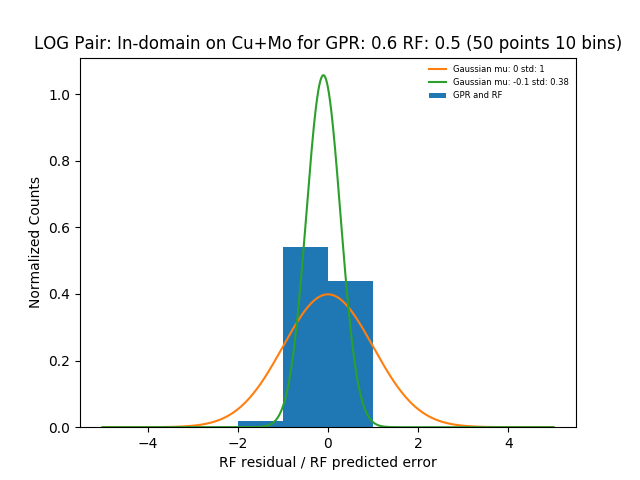 LOG Pair: In-domain on Cu+Mo for GPR: 0.6 RF: 0.5 (50 points 10 bins)
Gaussian mu: 0 std: 1
Gaussian mu: -0.1 std: 0.38
GPR and RF
Normalized Counts
1.0
0.8
0.6
0.4
0.2
0.0
−4 −2 0 2 4
RF residual / RF predicted error